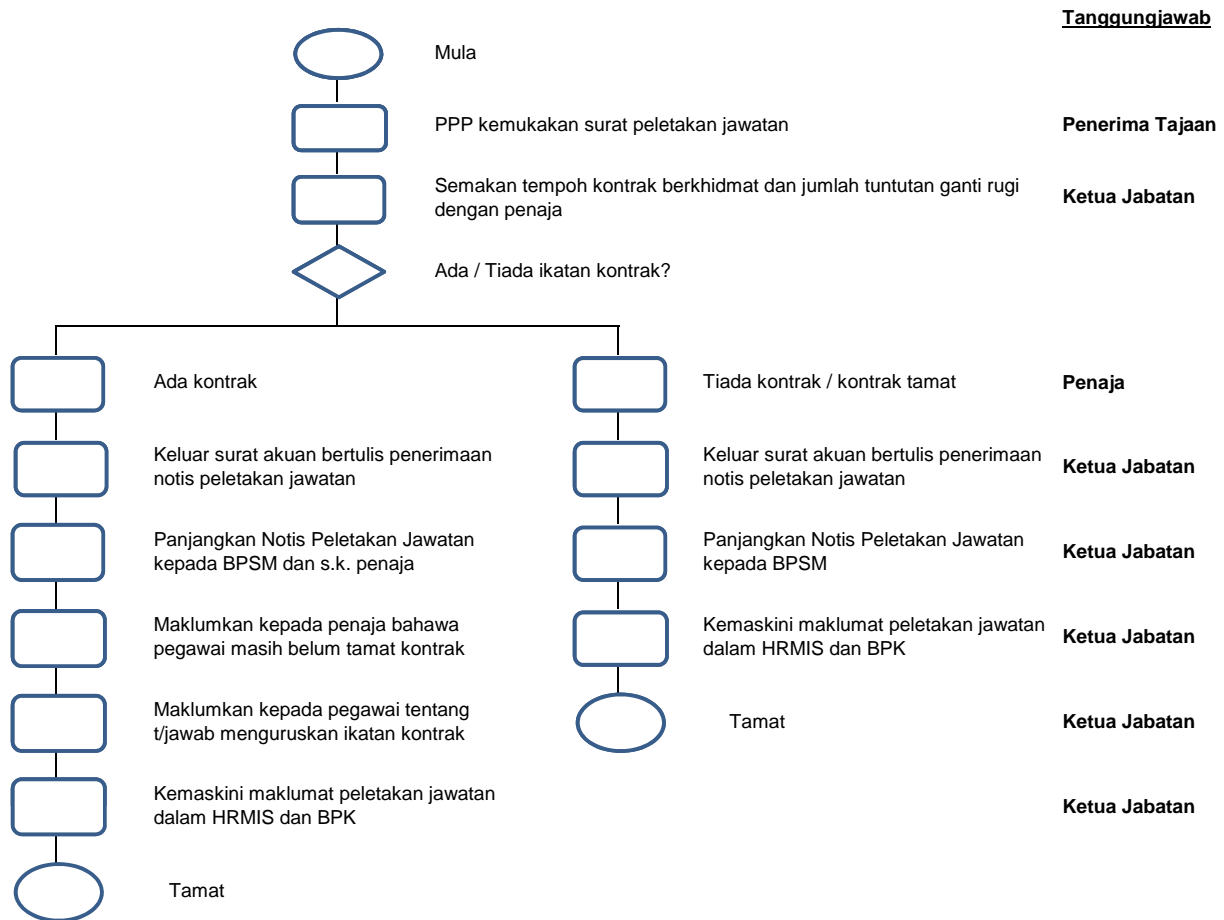 Tanggungjawab
Mula
PPP kemukakan surat peletakan jawatan
Penerima Tajaan
Semakan tempoh kontrak berkhidmat dan jumlah tuntutan ganti rugi
dengan penaja
Ketua Jabatan
Ada / Tiada ikatan kontrak?
Ada kontrak
Tiada kontrak / kontrak tamat
Penaja
Keluar surat akuan bertulis penerimaan
notis peletakan jawatan
Keluar surat akuan bertulis penerimaan
notis peletakan jawatan
Ketua Jabatan
Panjangkan Notis Peletakan Jawatan
kepada BPSM dan s.k. penaja
Panjangkan Notis Peletakan Jawatan
kepada BPSM
Ketua Jabatan
Maklumkan kepada penaja bahawa
pegawai masih belum tamat kontrak
Kemaskini maklumat peletakan jawatan
dalam HRMIS dan BPK
Ketua Jabatan
Maklumkan kepada pegawai tentang
t/jawab menguruskan ikatan kontrak
Tamat
Ketua Jabatan
Kemaskini maklumat peletakan jawatan
dalam HRMIS dan BPK
Ketua Jabatan
Tamat